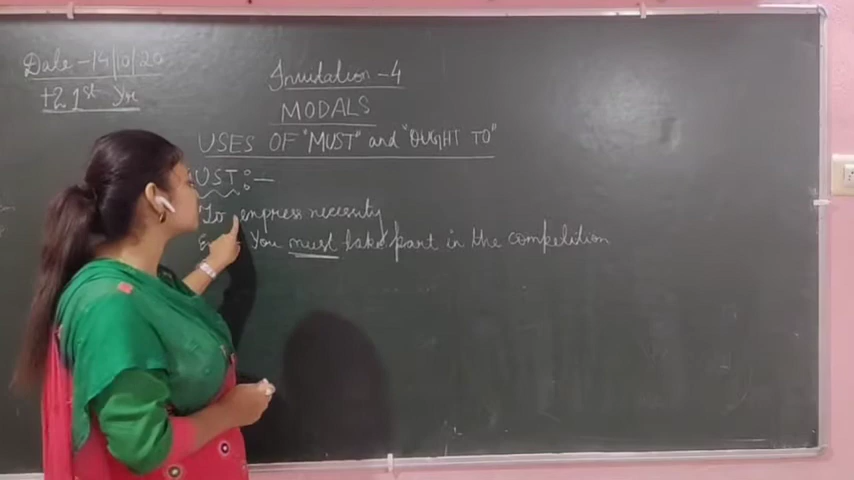 Date - 14/10/20
+2 1st Yr
Inuidation - 4
MODALS
USES OF "MUST" and "OUGHT TO"
UST :-
To express necessity
You must take part in the competition